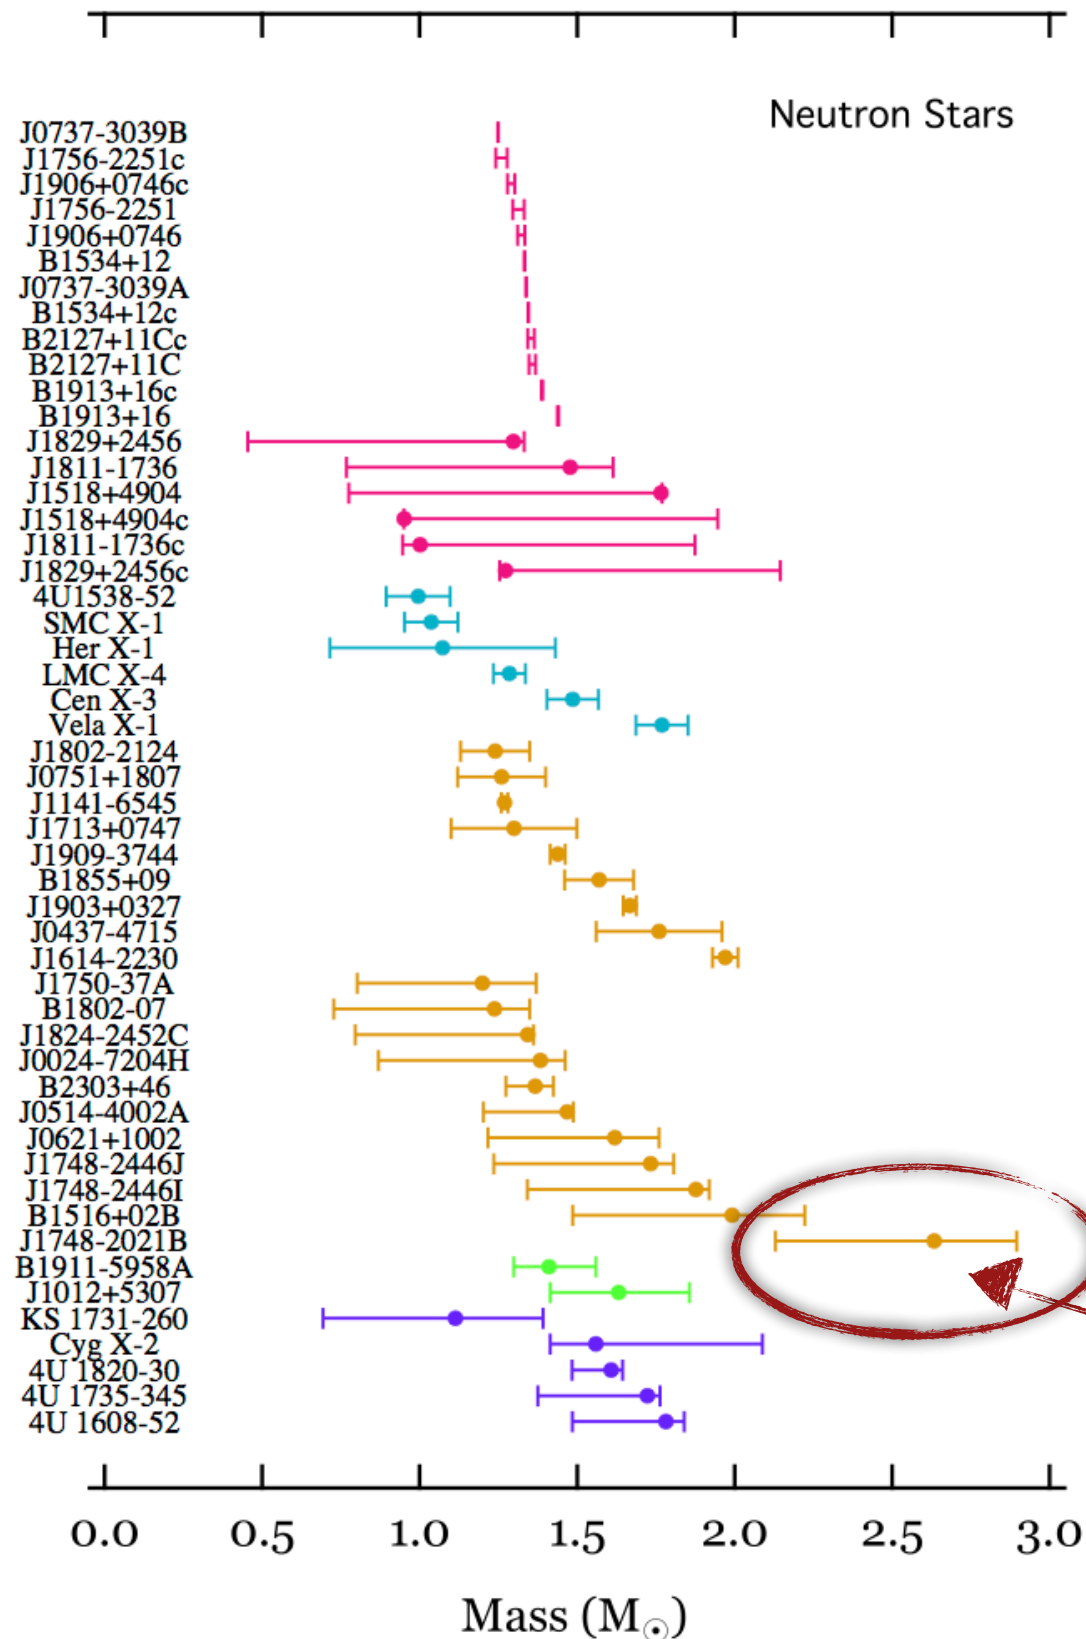 Neutron Stars
J0737-3039B
J1756-2251c
J1906+0746c
J1756-2251
J1906+0746
B1534+12
J0737-3039A
B1534+12c
B2127+11Cc
B2127+11C
B1913+16c
B1913+16
J1829+2456
J1811-1736
J1518+4904
J1518+4904c
J1811-1736c
J1829+2456c
4U1538-52
SMC X-1
Her X-1
LMC X-4
Cen X-3
Vela X-1
J1802-2124
J0751+1807
J1141-6545
J1713+0747
J1909-3744
B1855+09
J1903+0327
J0437-4715
J1614-2230
J1750-37A
B1802-07
J1824-2452C
J0024-7204H
B2303+46
J0514-4002A
J0621+1002
J1748-2446J
J1748-2446I
B1516+02B
J1748-2021B
B1911-5958A
J1012+5307
KS 1731-260
Cyg X-2
4U 1820-30
4U 1735-345
4U 1608-52
0.0 0.5 1.0 1.5 2.0 2.5 3.0
Mass (M☉)